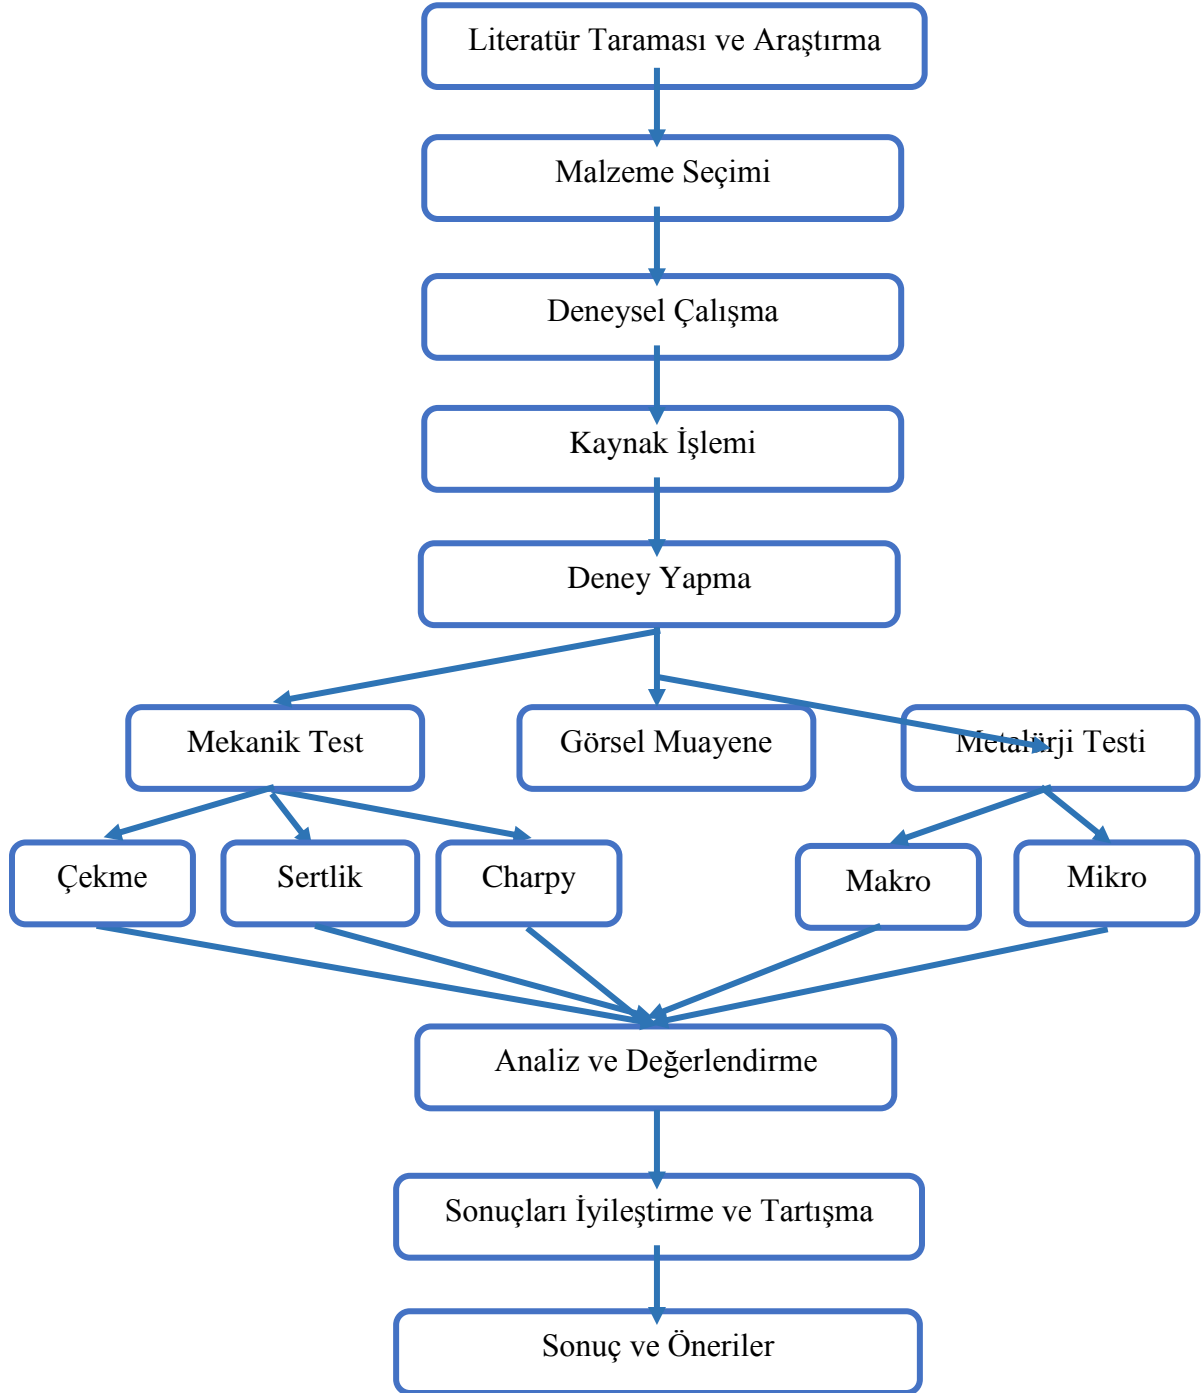 Literatür Taraması ve Araştırma
Malzeme Seçimi
Deneysel Çalışma
Kaynak İşlemi
Deney Yapma
Mekanik Test
Görsel Muayene
Metalürji Testi
Çekme
Sertlik
Charpy
Makro
Mikro
Analiz ve Değerlendirme
Sonuçları İyileştirme ve Tartışma
Sonuç ve Öneriler